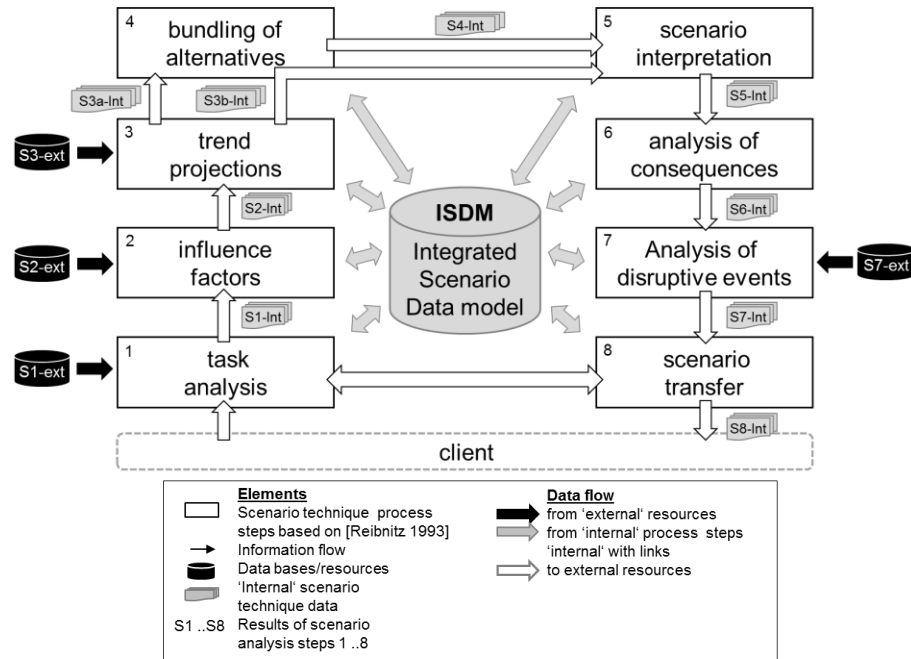 4
bundling of
alternatives
S4-Int
5
scenario
interpretation
S3a-Int
S3b-Int
S5-Int
S3-ext
3
trend
projections
6
analysis of
consequences
S2-Int
ISDM
Integrated
Scenario
Data model
S6-Int
S2-ext
2
influence
factors
7
Analysis of
disruptive events
S7-ext
S1-Int
S7-Int
S1-ext
1
task
analysis
8
scenario
transfer
S8-Int
client
Elements
Scenario technique process
steps based on [Reibnitz 1993]
Information flow
Data bases/resources
'Internal' scenario
technique data
S1 ..S8 Results of scenario
analysis steps 1 ..8
Data flow
from 'external' resources
from 'internal' process steps
'internal' with links
to external resources